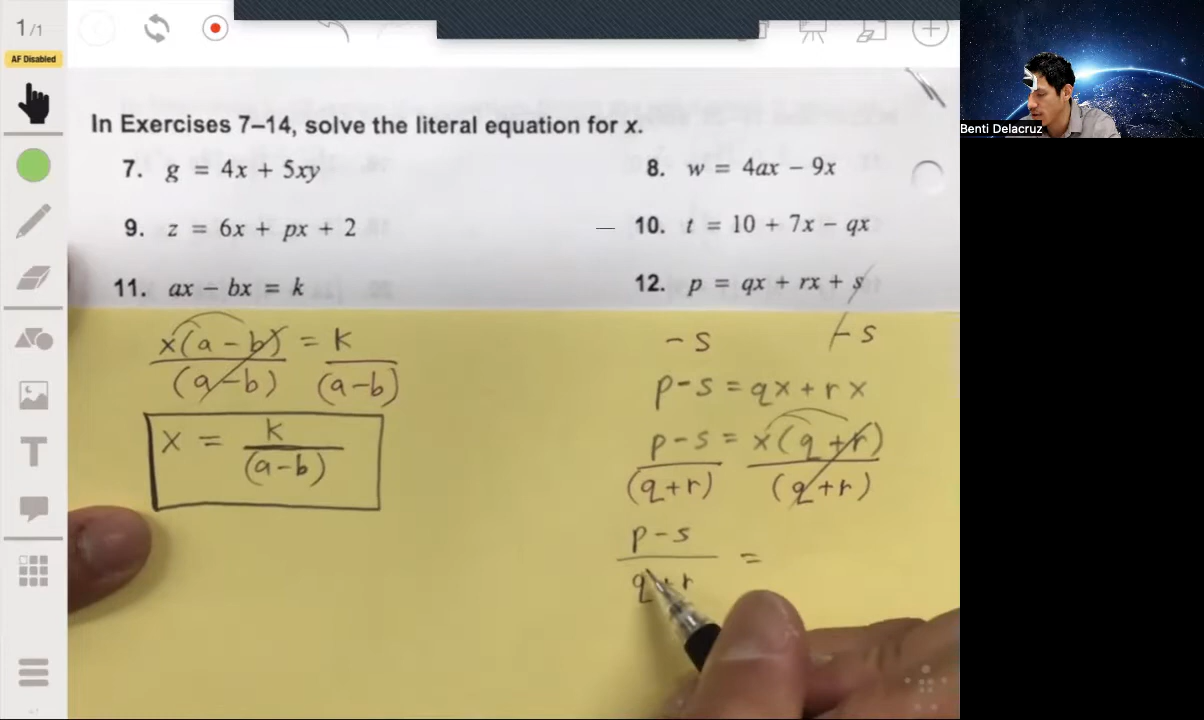 1/1
AF Disabled
Benti Delacruz
In Exercises 7–14, solve the literal equation for x.
7. g = 4x + 5xy
8. w = 4ax – 9x
9. z = 6x + px + 2
10. t = 10 + 7x – qx
11. ax – bx = k
12. p = qx + rx + s
x(a – b) = k
(a – b) (a – b)
x = k
(a – b)
– s – s
p – s = qx + rx
p – s = x(q + r)
(q + r) (q + r)
p – s =
q + r
T